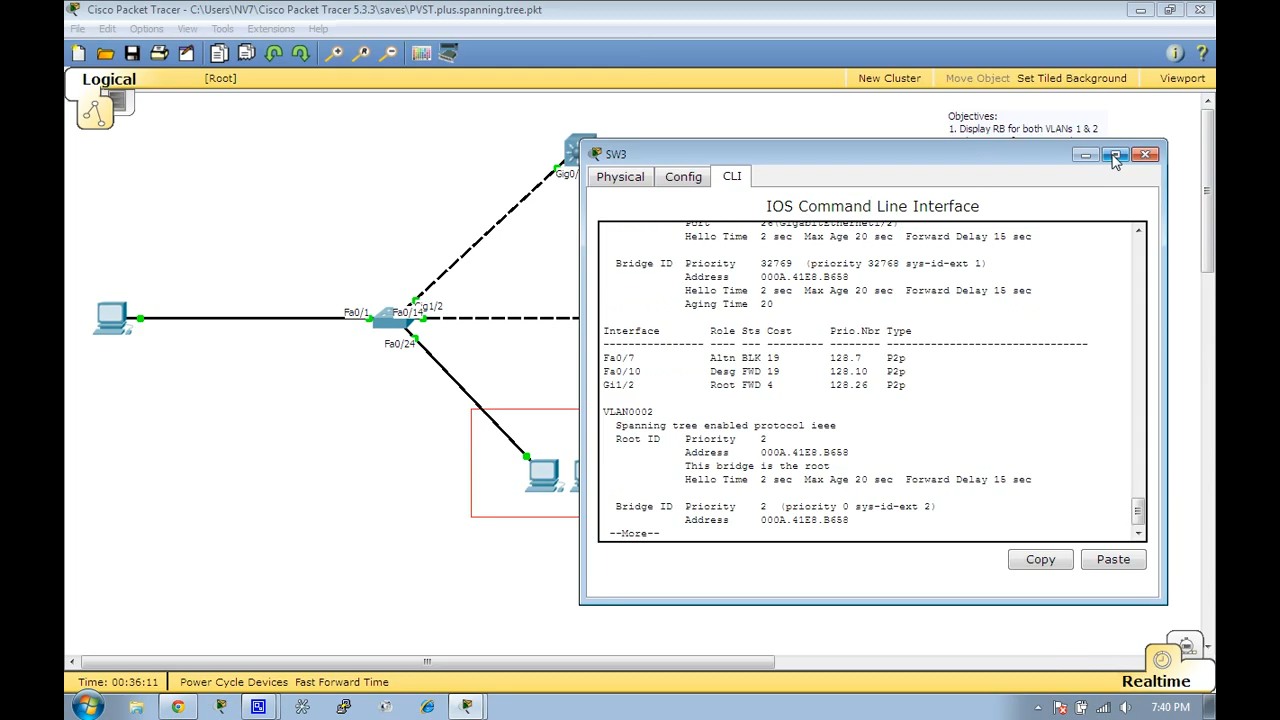 Cisco Packet Tracer - C:\Users\NV7\Cisco Packet Tracer 5.3.3\saves\PVST.plus.spanning.tree.pkt
File Edit Options View Tools Extensions Help
Logical
[Root]
New Cluster
Move Object
Set Tiled Background
Viewport
Objectives:
1. Display RB for both VLANs 1 & 2
Gig0/
Fa0/1
Fa0/14
Gig1/2
Fa0/24
SW3
Physical
Config
CLI
IOS Command Line Interface
Port 26(GigabitEthernet1/2)
Hello Time 2 sec Max Age 20 sec Forward Delay 15 sec
Bridge ID Priority 32769 (priority 32768 sys-id-ext 1)
Address 000A.41E8.B658
Hello Time 2 sec Max Age 20 sec Forward Delay 15 sec
Aging Time 20
Interface Role Sts Cost Prio.Nbr Type
---------------- ---- --- --------- -------- --------------------------------
Fa0/7 Altn BLK 19 128.7 P2p
Fa0/10 Desg FWD 19 128.10 P2p
Gi1/2 Root FWD 4 128.26 P2p
VLAN0002
Spanning tree enabled protocol ieee
Root ID Priority 2
Address 000A.41E8.B658
This bridge is the root
Hello Time 2 sec Max Age 20 sec Forward Delay 15 sec
Bridge ID Priority 2 (priority 0 sys-id-ext 2)
Address 000A.41E8.B658
--More--
Copy
Paste
Time: 00:36:11
Power Cycle Devices Fast Forward Time
Realtime
7:40 PM